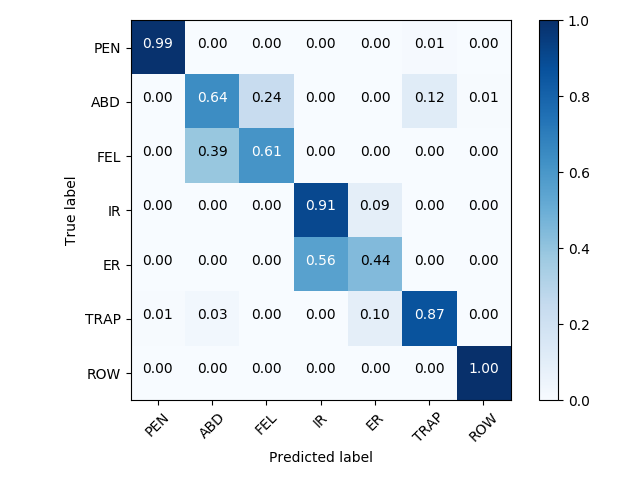 PEN 0.99 0.00 0.00 0.00 0.00 0.01 0.00
ABD 0.00 0.64 0.24 0.00 0.00 0.12 0.01
FEL 0.00 0.39 0.61 0.00 0.00 0.00 0.00
IR 0.00 0.00 0.00 0.91 0.09 0.00 0.00
ER 0.00 0.00 0.00 0.56 0.44 0.00 0.00
TRAP 0.01 0.03 0.00 0.00 0.10 0.87 0.00
ROW 0.00 0.00 0.00 0.00 0.00 0.00 1.00
PEN ABD FEL IR ER TRAP ROW
True label
Predicted label
1.0
0.8
0.6
0.4
0.2
0.0